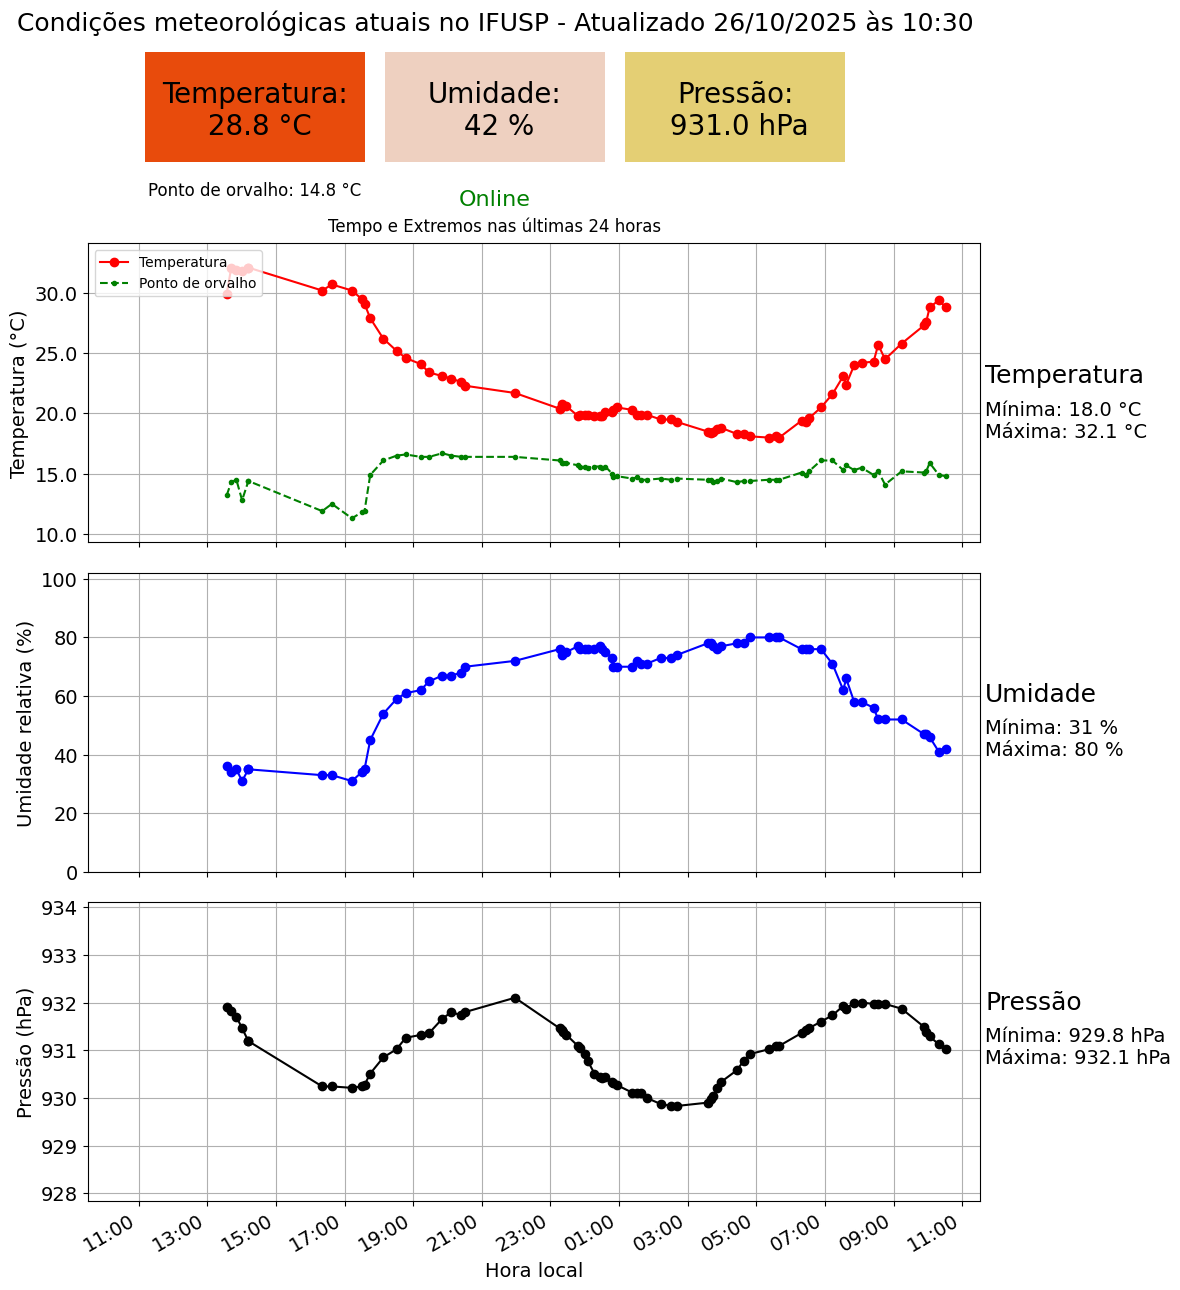 Condições meteorológicas atuais no IFUSP - Atualizado 26/10/2025 às 10:30
Temperatura:
28.8 °C
Umidade:
42 %
Pressão:
931.0 hPa
Ponto de orvalho: 14.8 °C
Online
Tempo e Extremos nas últimas 24 horas
Temperatura
Ponto de orvalho
Temperatura (°C)
30.0
25.0
20.0
15.0
10.0
Temperatura
Mínima: 18.0 °C
Máxima: 32.1 °C
Umidade relativa (%)
100
80
60
40
20
0
Umidade
Mínima: 31 %
Máxima: 80 %
Pressão (hPa)
934
933
932
931
930
929
928
Pressão
Mínima: 929.8 hPa
Máxima: 932.1 hPa
11:00
13:00
15:00
17:00
19:00
21:00
23:00
01:00
03:00
05:00
07:00
09:00
11:00
Hora local